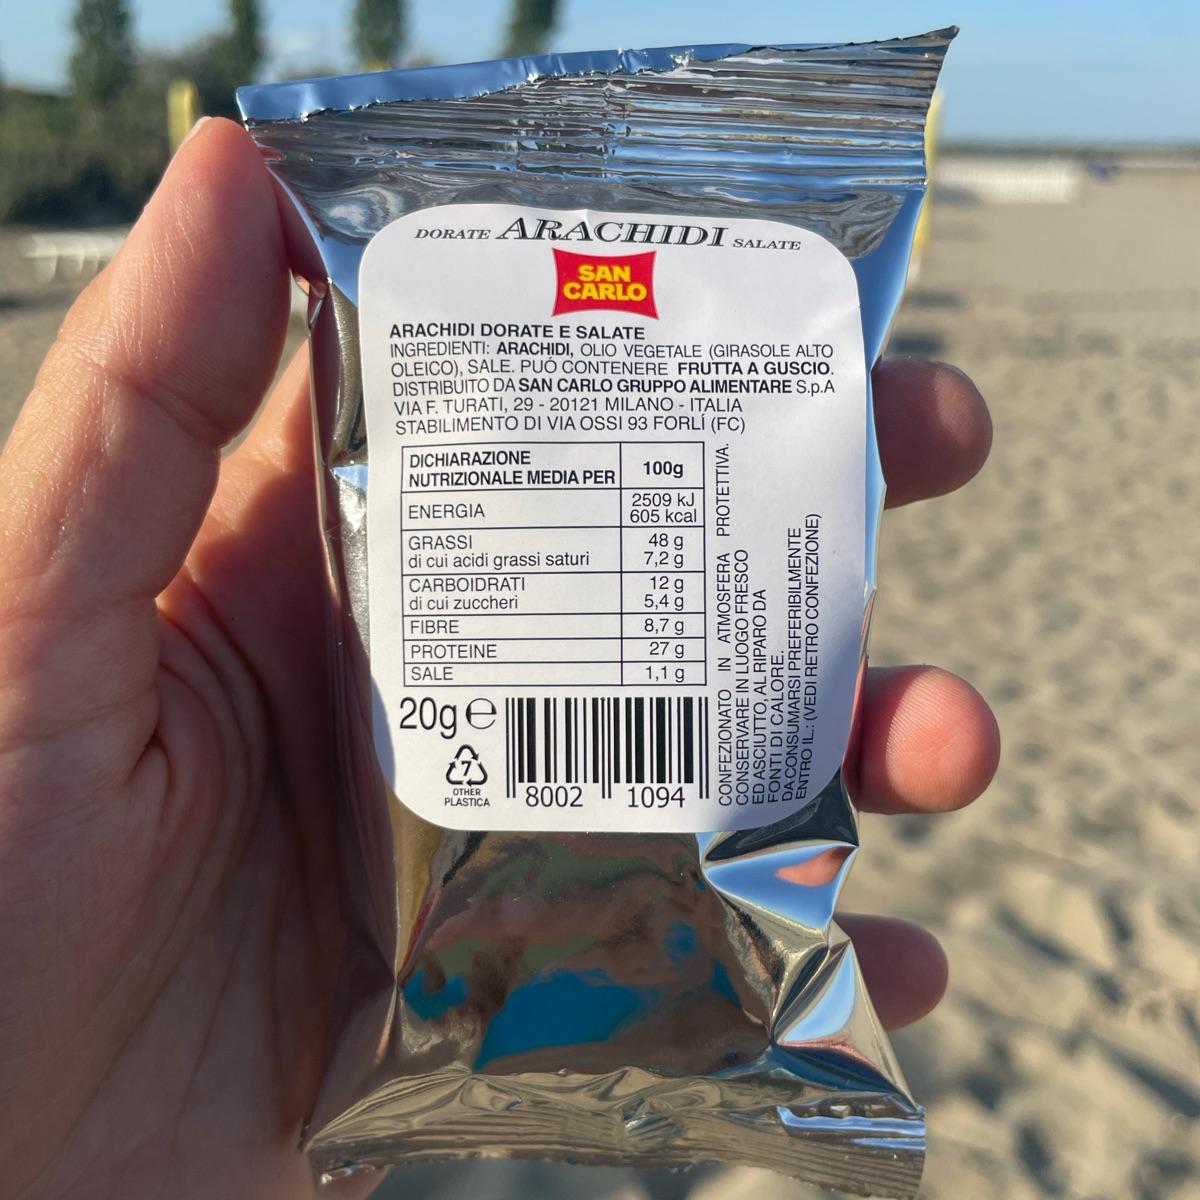 DORATE ARACHIDI SALATE
SAN
CARLO
ARACHIDI DORATE E SALATE
INGREDIENTI: ARACHIDI, OLIO VEGETALE (GIRASOLE ALTO
OLEICO), SALE. PUÓ CONTENERE FRUTTA A GUSCIO.
DISTRIBUITO DA SAN CARLO GRUPPO ALIMENTARE S.p.A
VIA F. TURATI, 29 - 20121 MILANO - ITALIA
STABILIMENTO DI VIA OSSI 93 FORLÍ (FC)
DICHIARAZIONE
NUTRIZIONALE MEDIA PER 100g
ENERGIA 2509 kJ
605 kcal
GRASSI 48 g
di cui acidi grassi saturi 7,2 g
CARBOIDRATI 12 g
di cui zuccheri 5,4 g
FIBRE 8,7 g
PROTEINE 27 g
SALE 1,1 g
CONFEZIONATO IN ATMOSFERA PROTETTIVA.
CONSERVARE IN LUOGO FRESCO
ED ASCIUTTO, AL RIPARO DA
FONTI DI CALORE.
DA CONSUMARSI PREFERIBILMENTE
ENTRO IL.: (VEDI RETRO CONFEZIONE)
20g e
7
OTHER
PLASTICA
8002 1094